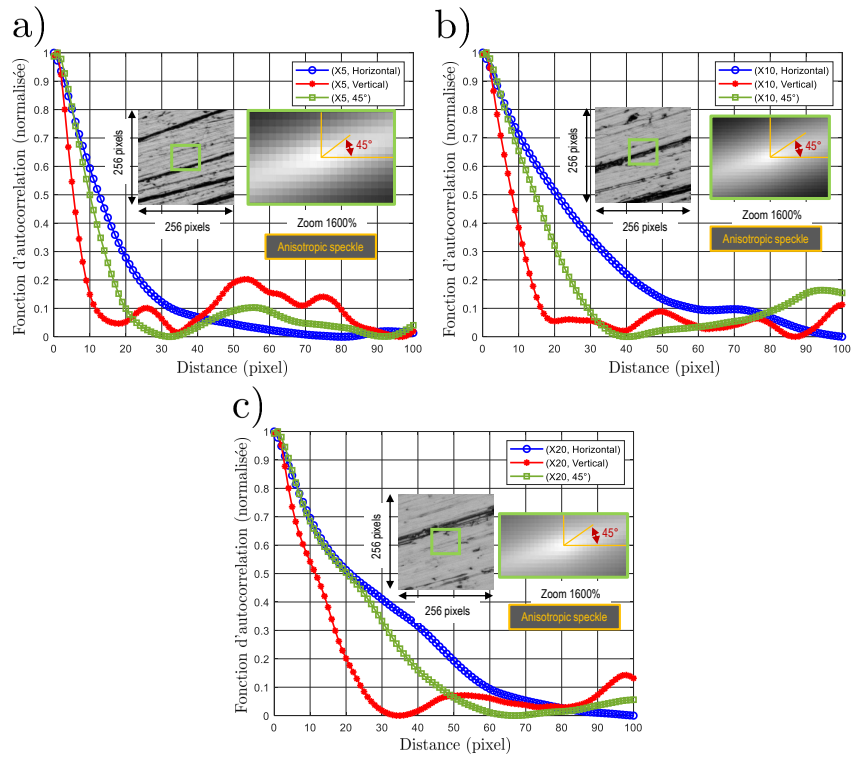 a)
Fonction d'autocorrelation (normalisée)
1
0.9
0.8
0.7
0.6
0.5
0.4
0.3
0.2
0.1
0
(X5, Horizontal)
(X5, Vertical)
(X5, 45°)
256 pixels
45°
256 pixels
Zoom 1600%
Anisotropic speckle
0 10 20 30 40 50 60 70 80 90 100
Distance (pixel)
b)
Fonction d'autocorrelation (normalisée)
1
0.9
0.8
0.7
0.6
0.5
0.4
0.3
0.2
0.1
0
(X10, Horizontal)
(X10, Vertical)
(X10, 45°)
256 pixels
45°
256 pixels
Zoom 1600%
Anisotropic speckle
0 10 20 30 40 50 60 70 80 90 100
Distance (pixel)
c)
Fonction d'autocorrelation (normalisée)
1
0.9
0.8
0.7
0.6
0.5
0.4
0.3
0.2
0.1
0
(X20, Horizontal)
(X20, Vertical)
(X20, 45°)
256 pixels
45°
256 pixels
Zoom 1600%
Anisotropic speckle
0 10 20 30 40 50 60 70 80 90 100
Distance (pixel)